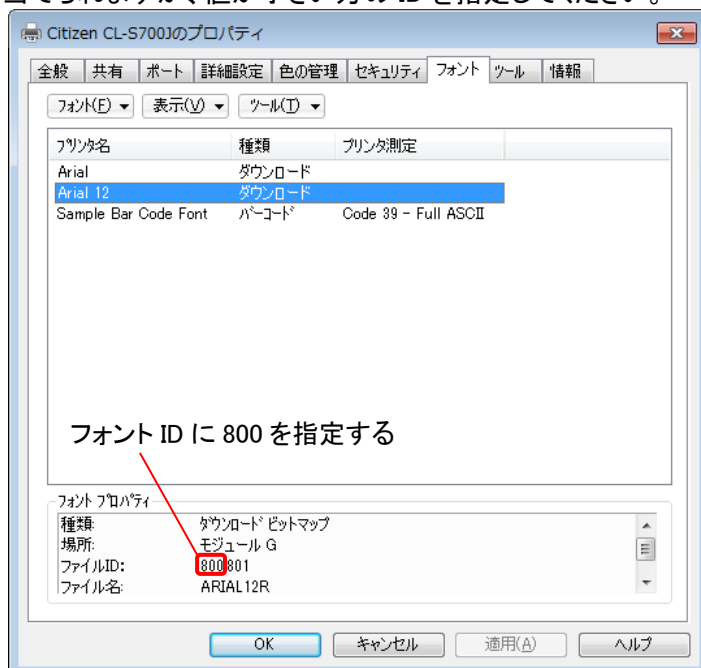 Citizen CL-S700Jのプロパティ
全般 共有 ポート 詳細設定 色の管理 セキュリティ フォント ツール 情報
フォント(F) 表示(V) ツール(T)
プリンタ名 種類 プリンタ測定
Arial ダウンロード
Arial 12 ダウンロード
Sample Bar Code Font バーコード Code 39 - Full ASCII
フォント ID に 800 を指定する
フォント プロパティ
種類: ダウンロード ビットマップ
場所: モジュール G
ファイルID: 800 801
ファイル名: ARIAL12R
OK キャンセル 適用(A) ヘルプ